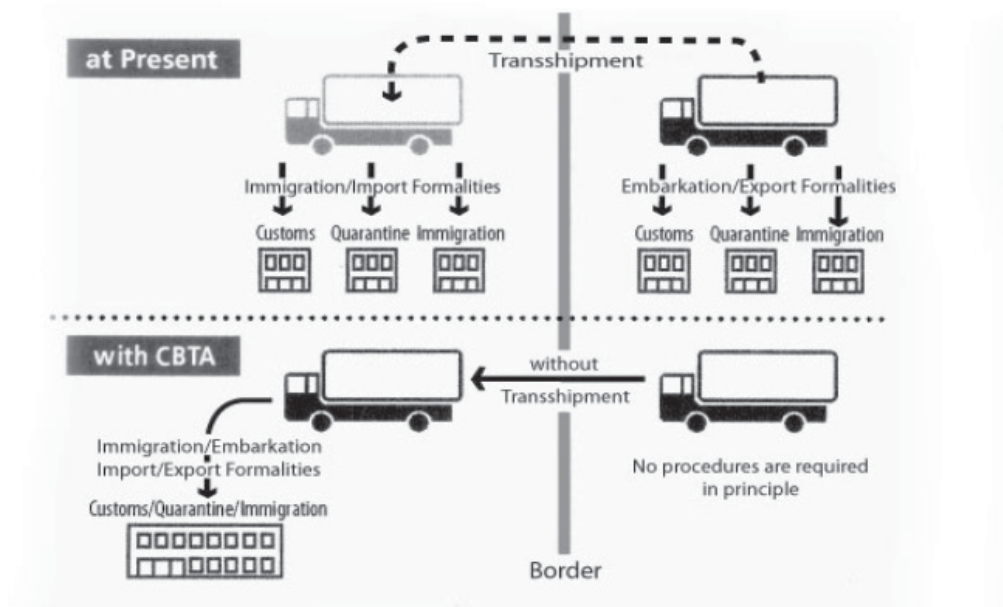 at Present
Transshipment
Immigration/Import Formalities
Embarkation/Export Formalities
Customs Quarantine Immigration
Customs Quarantine Immigration
with CBTA
without
Transshipment
Immigration/Embarkation
Import/Export Formalities
No procedures are required
in principle
Customs/Quarantine/Immigration
Border